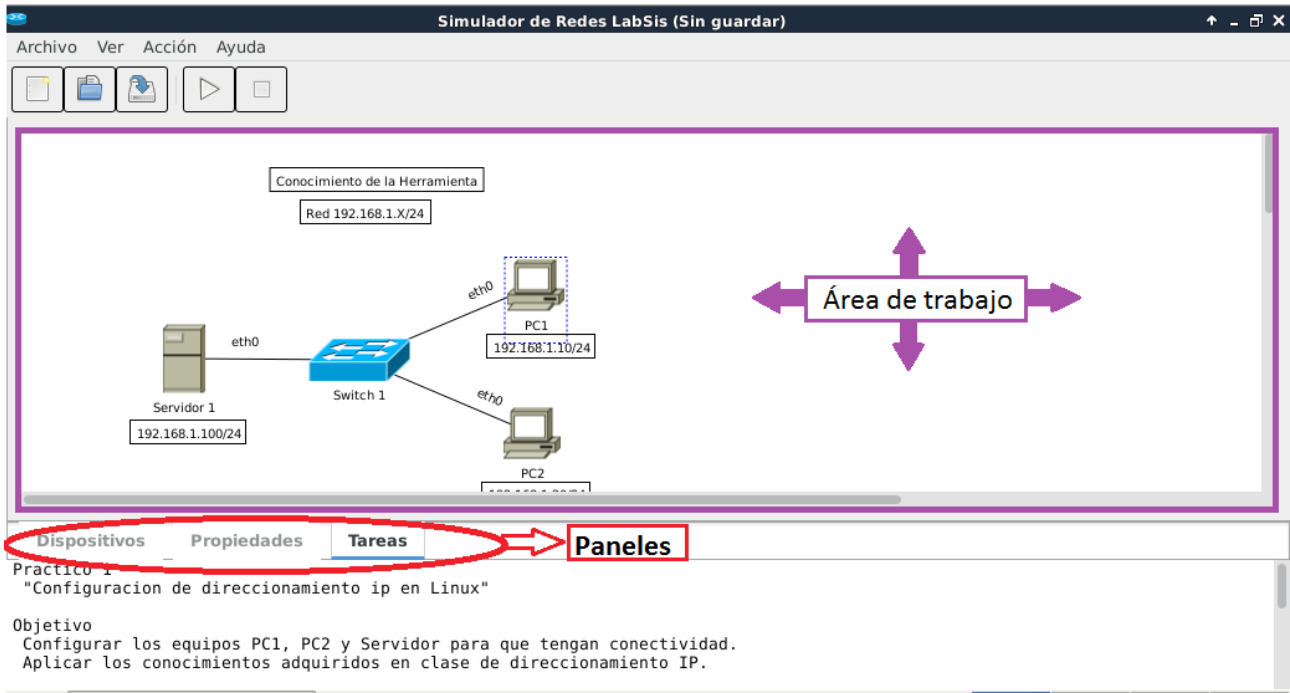 Simulador de Redes LabSis (Sin guardar)
Archivo Ver Acción Ayuda
Conocimiento de la Herramienta
Red 192.168.1.X/24
eth0
PC1
192.168.1.10/24
Área de trabajo
eth0
Switch 1
Servidor 1
192.168.1.100/24
eth0
PC2
Dispositivos Propiedades Tareas
Paneles
Practico 1
"Configuracion de direccionamiento ip en Linux"
Objetivo
Configurar los equipos PC1, PC2 y Servidor para que tengan conectividad.
Aplicar los conocimientos adquiridos en clase de direccionamiento IP.